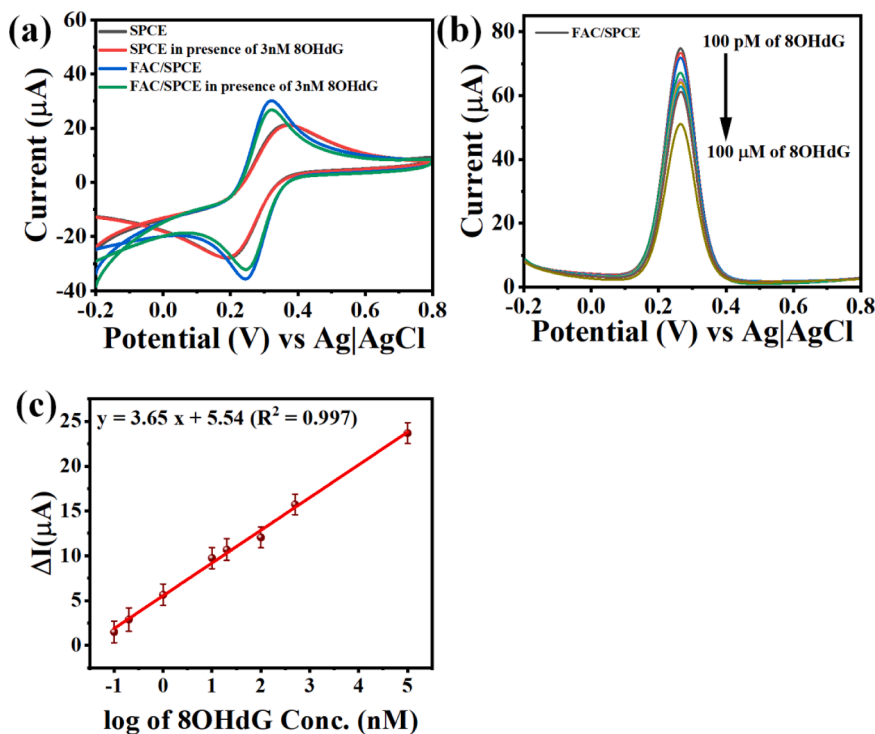 (a)
SPCE
SPCE in presence of 3nM 8OHdG
FAC/SPCE
FAC/SPCE in presence of 3nM 8OHdG
Current (μA)
60
40
20
0
-20
-40
-0.2 0.0 0.2 0.4 0.6 0.8
Potential (V) vs Ag|AgCl
(b)
FAC/SPCE
100 pM of 8OHdG
100 μM of 8OHdG
Current (μA)
80
60
40
20
0
-0.2 0.0 0.2 0.4 0.6 0.8
Potential (V) vs Ag|AgCl
(c)
y = 3.65 x + 5.54 (R² = 0.997)
ΔI(μA)
25
20
15
10
5
0
-1 0 1 2 3 4 5
log of 8OHdG Conc. (nM)